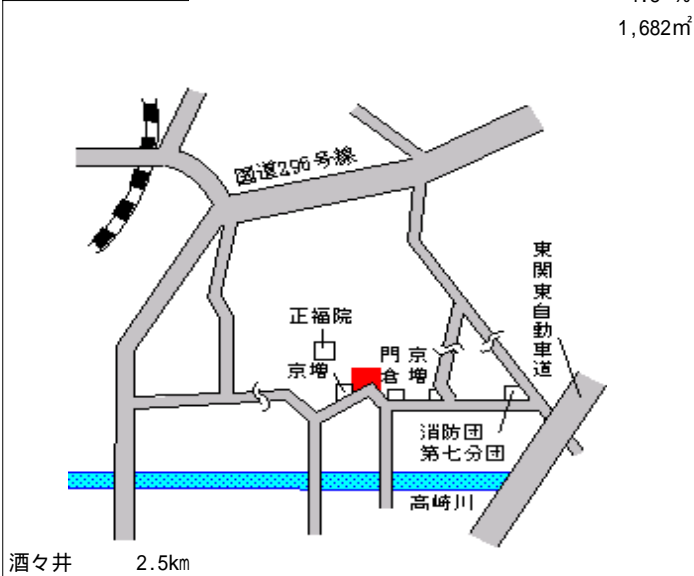 1,682㎡
国道296号線
東関東自動車道
正福院
京増
門倉
京増
消防団
第七分団
高崎川
酒々井 2.5km